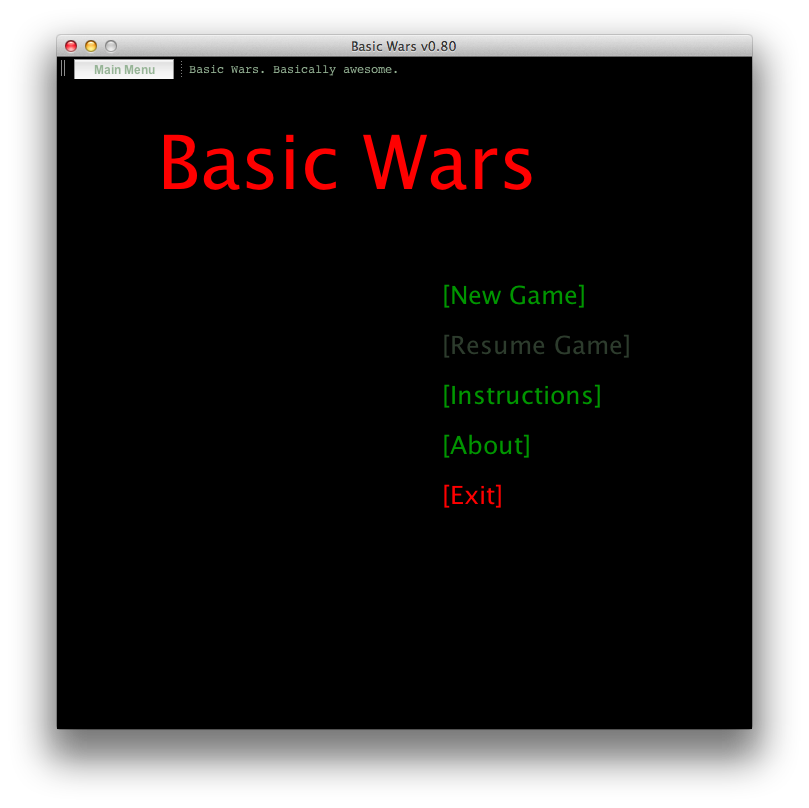 Basic Wars v0.80
Main Menu Basic Wars. Basically awesome.
Basic Wars
[New Game]
[Resume Game]
[Instructions]
[About]
[Exit]